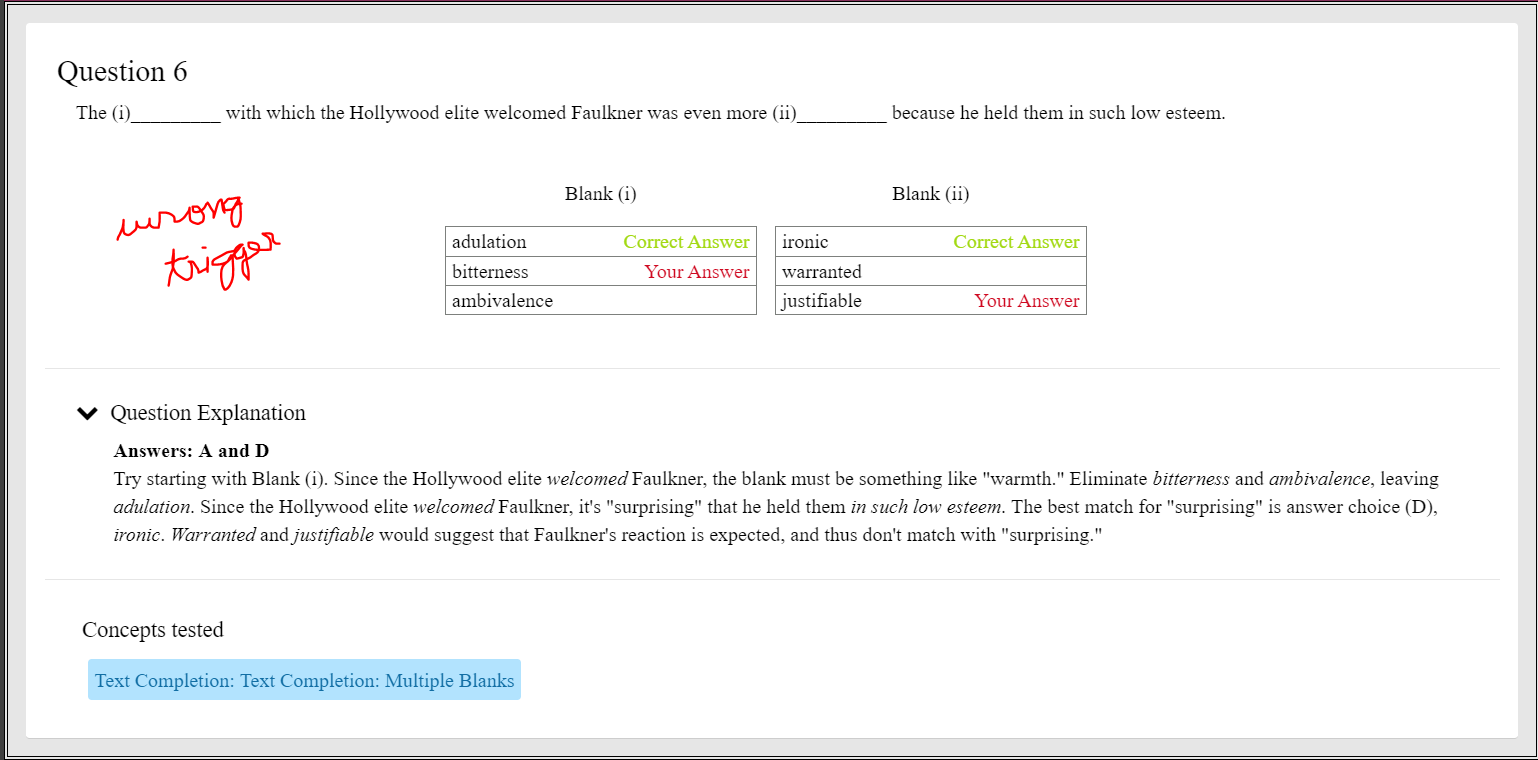 Question 6
The (i)_________ with which the Hollywood elite welcomed Faulkner was even more (ii)_________ because he held them in such low esteem.
wrong
trigger
Blank (i)
adulation Correct Answer
bitterness Your Answer
ambivalence
Blank (ii)
ironic Correct Answer
warranted
justifiable Your Answer
Question Explanation
Answers: A and D
Try starting with Blank (i). Since the Hollywood elite welcomed Faulkner, the blank must be something like "warmth." Eliminate bitterness and ambivalence, leaving
adulation. Since the Hollywood elite welcomed Faulkner, it's "surprising" that he held them in such low esteem. The best match for "surprising" is answer choice (D),
ironic. Warranted and justifiable would suggest that Faulkner's reaction is expected, and thus don't match with "surprising."
Concepts tested
Text Completion: Text Completion: Multiple Blanks